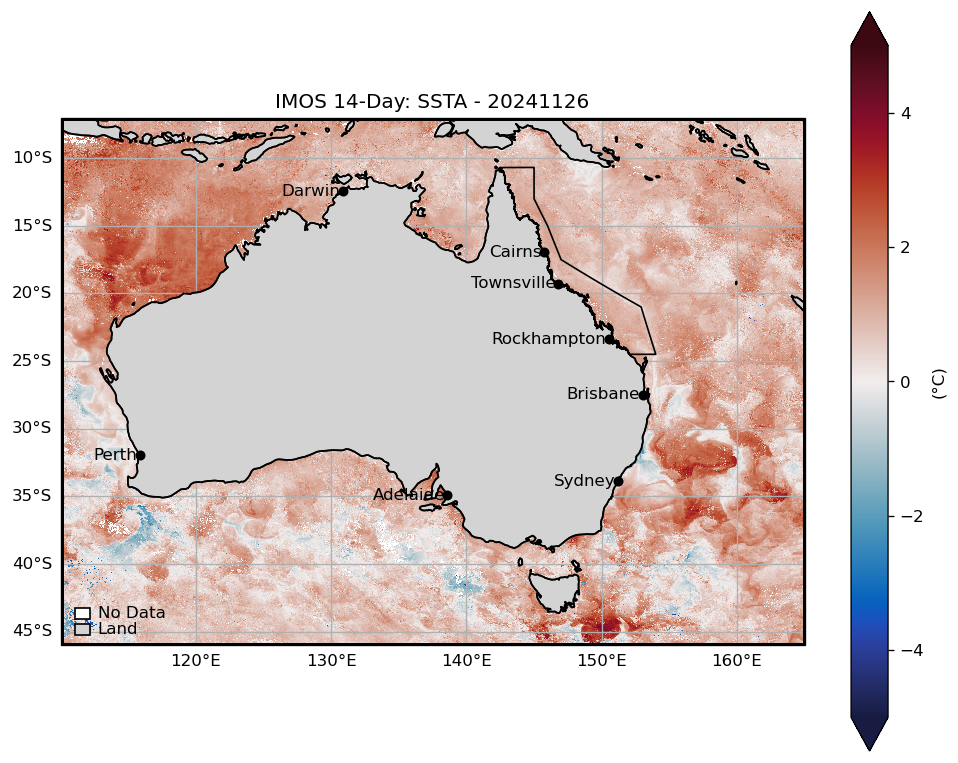 IMOS 14-Day: SSTA - 20241126
10°S
15°S
20°S
25°S
30°S
35°S
40°S
45°S
Darwin
Cairns
Townsville
Rockhampton
Brisbane
Perth
Sydney
Adelaide
No Data
Land
120°E 130°E 140°E 150°E 160°E
4
2
0
−2
−4
(°C)